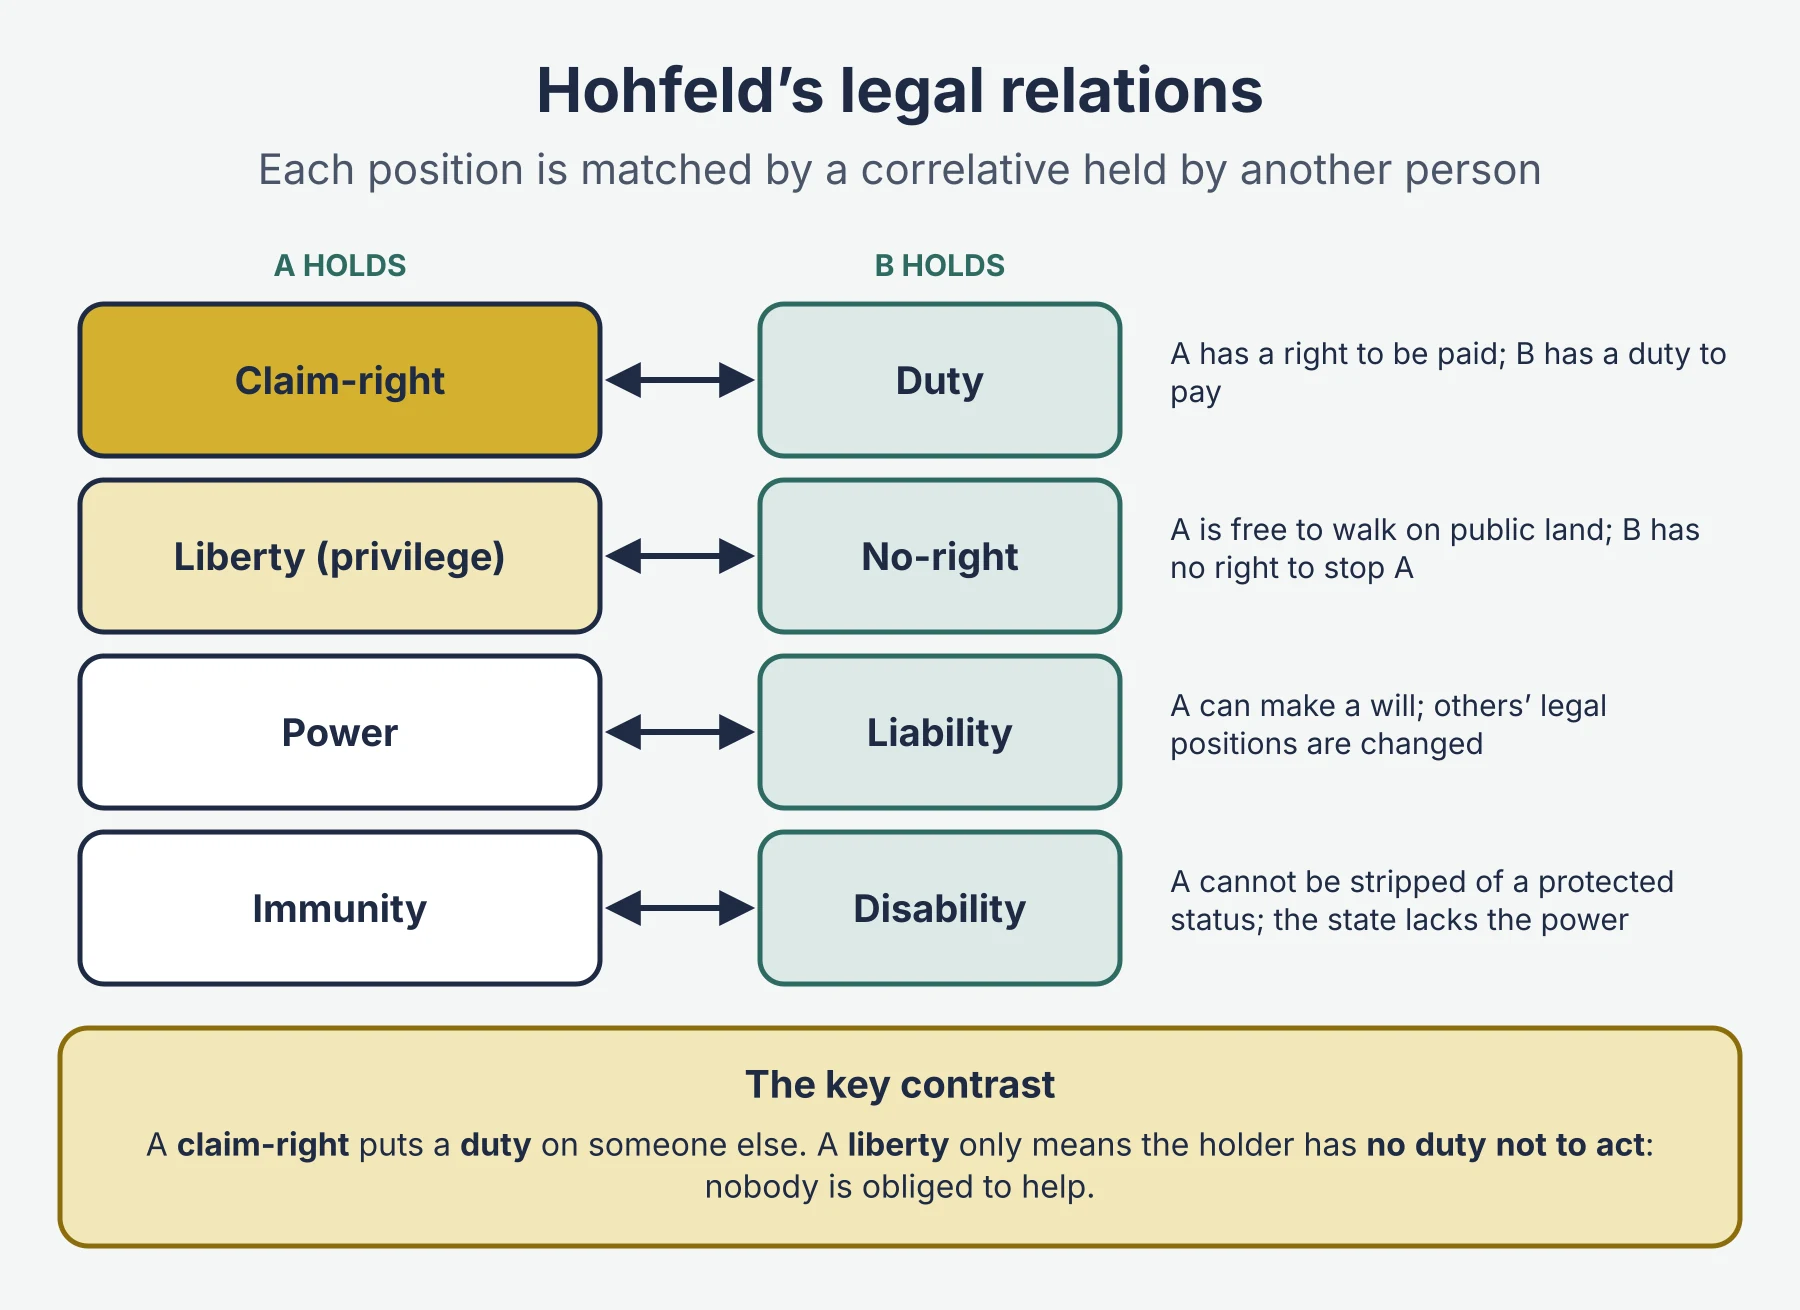 Hohfeld’s legal relations
Each position is matched by a correlative held by another person
A HOLDS
B HOLDS
Claim-right
Duty
A has a right to be paid; B has a duty to
pay
Liberty (privilege)
No-right
A is free to walk on public land; B has
no right to stop A
Power
Liability
A can make a will; others’ legal
positions are changed
Immunity
Disability
A cannot be stripped of a protected
status; the state lacks the power
The key contrast
A claim-right puts a duty on someone else. A liberty only means the holder has no duty not to act:
nobody is obliged to help.